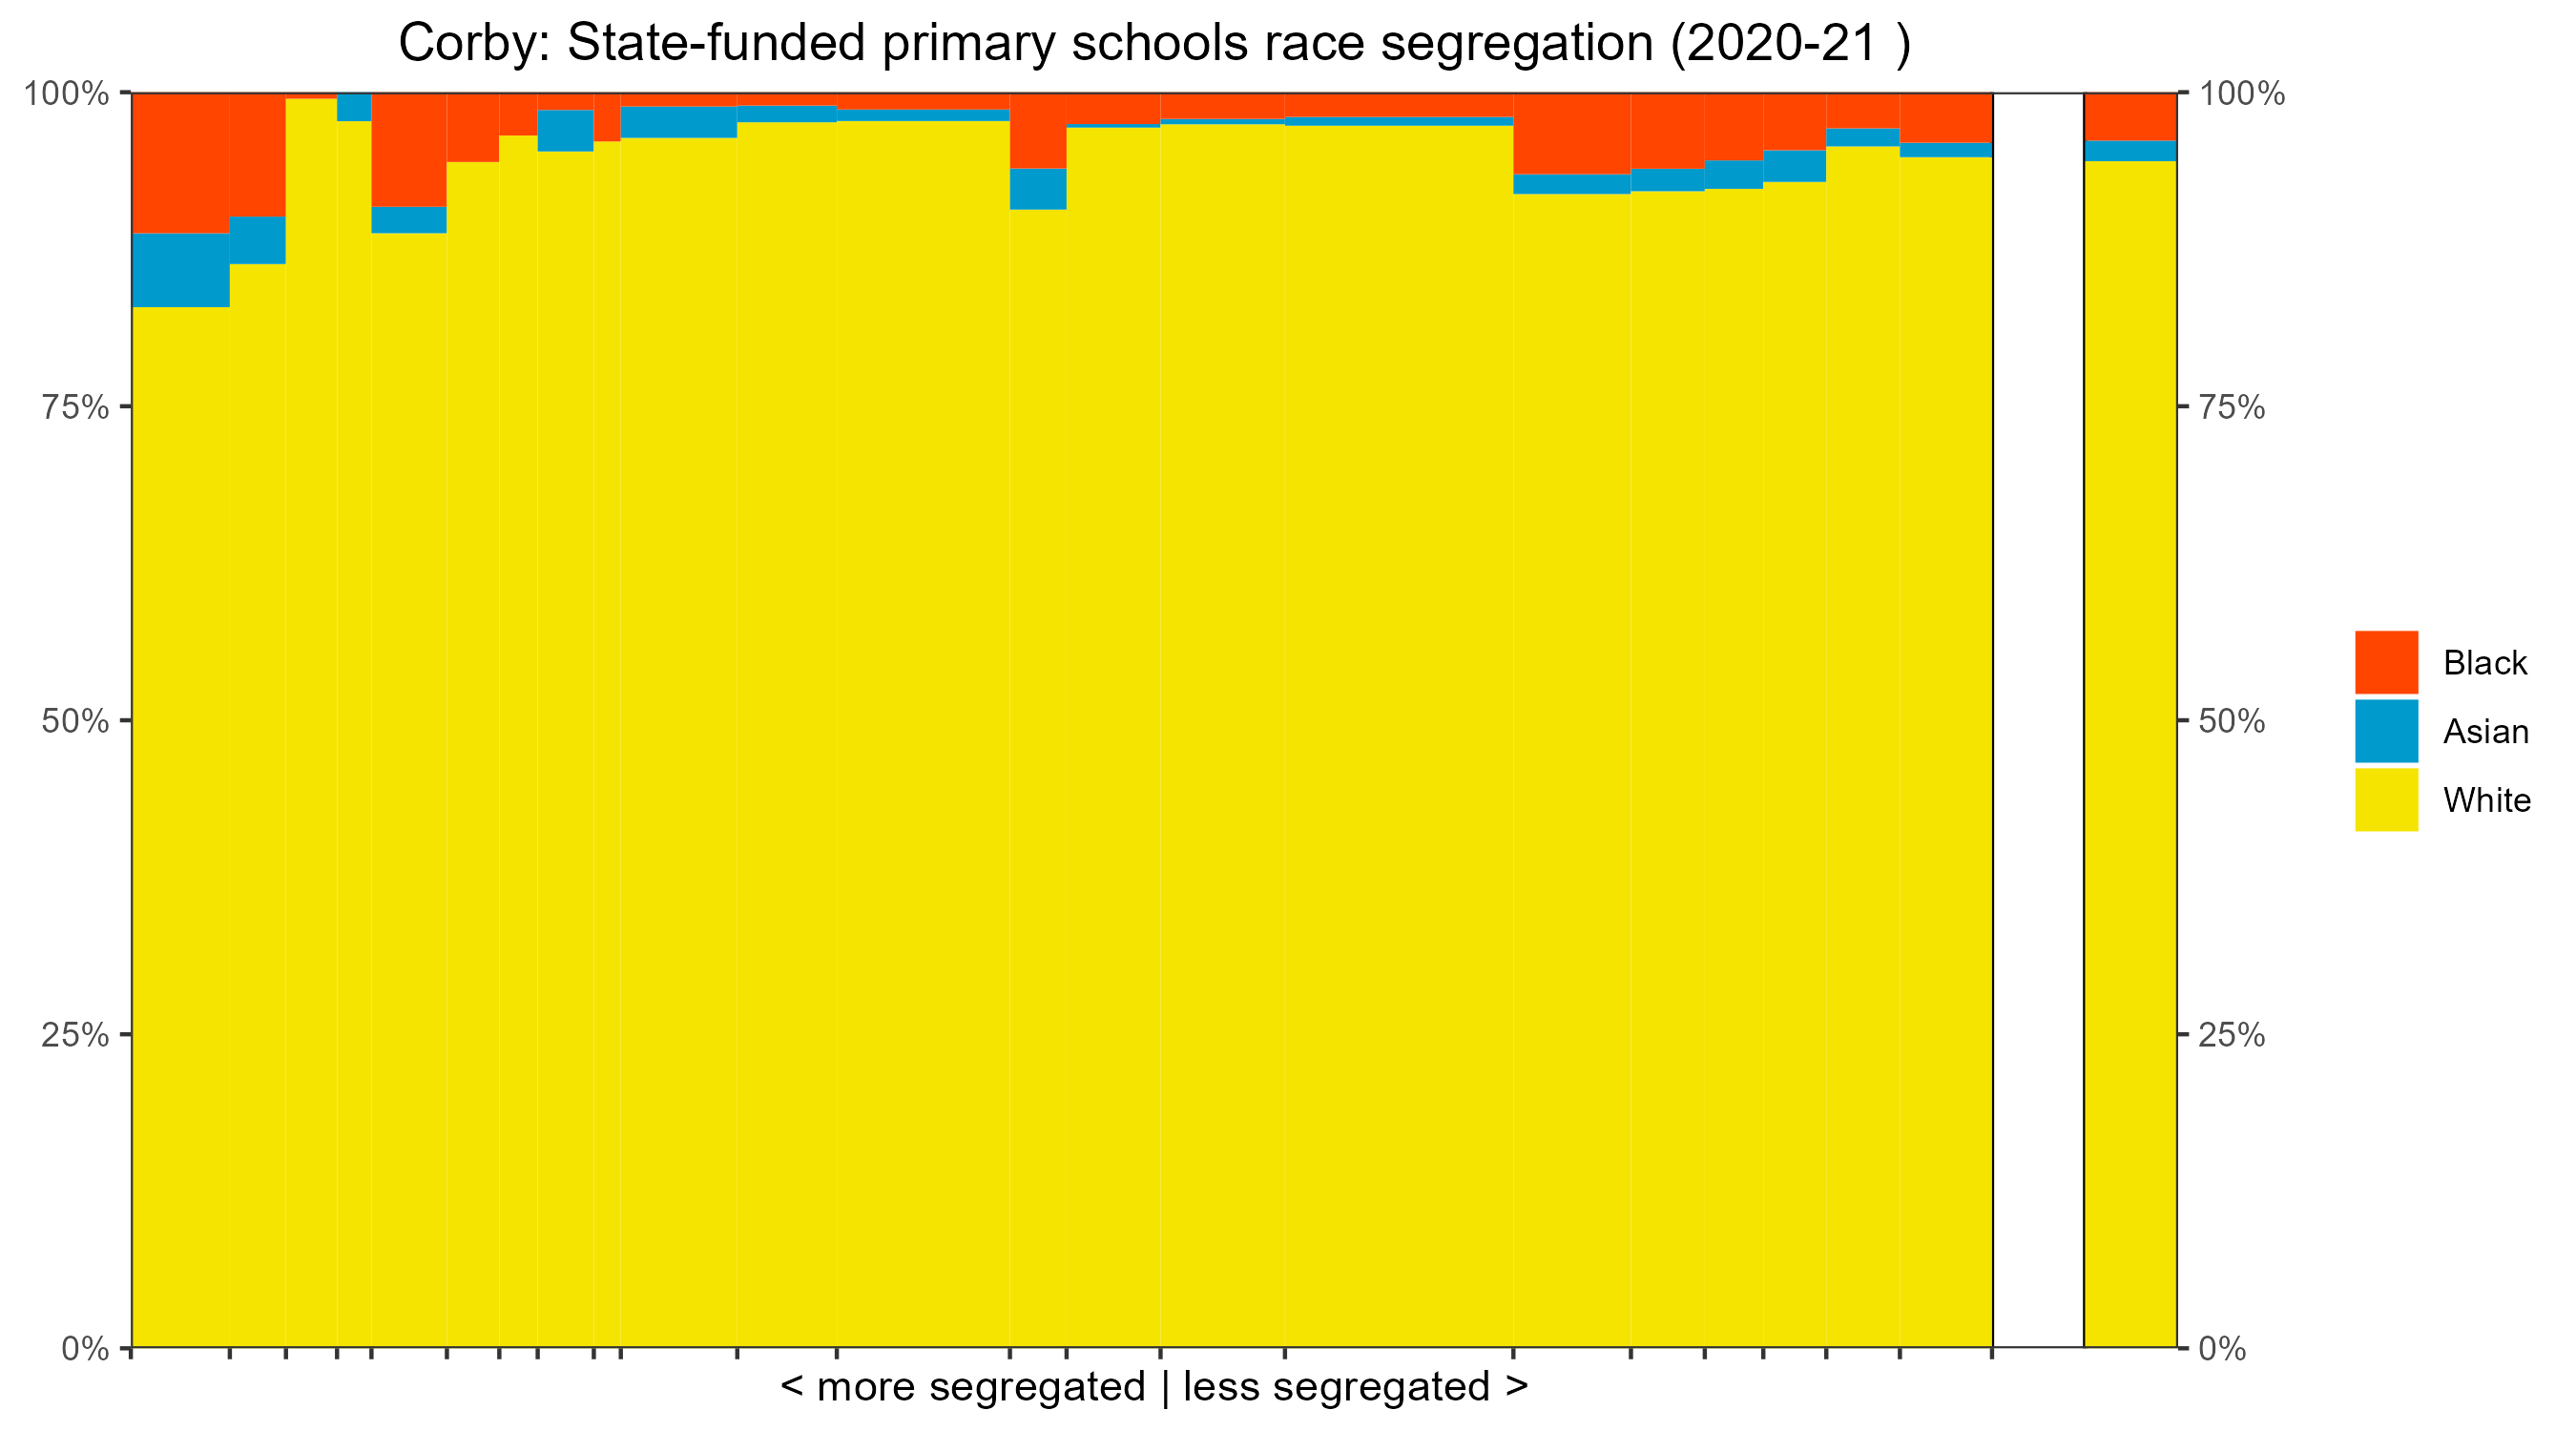 Corby: State-funded primary schools race segregation (2020-21 )
100%
75%
50%
25%
0%
100%
75%
50%
25%
0%
Black
Asian
White
< more segregated | less segregated >